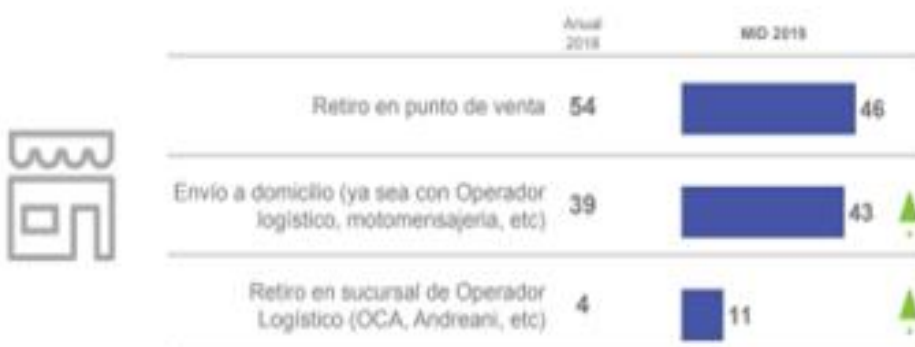 Anual
2018
MID 2019
Retiro en punto de venta 54 46
Envío a domicilio (ya sea con Operador
logístico, motomensajeria, etc) 39 43
Retiro en sucursal de Operador
Logístico (OCA, Andreani, etc) 4 11